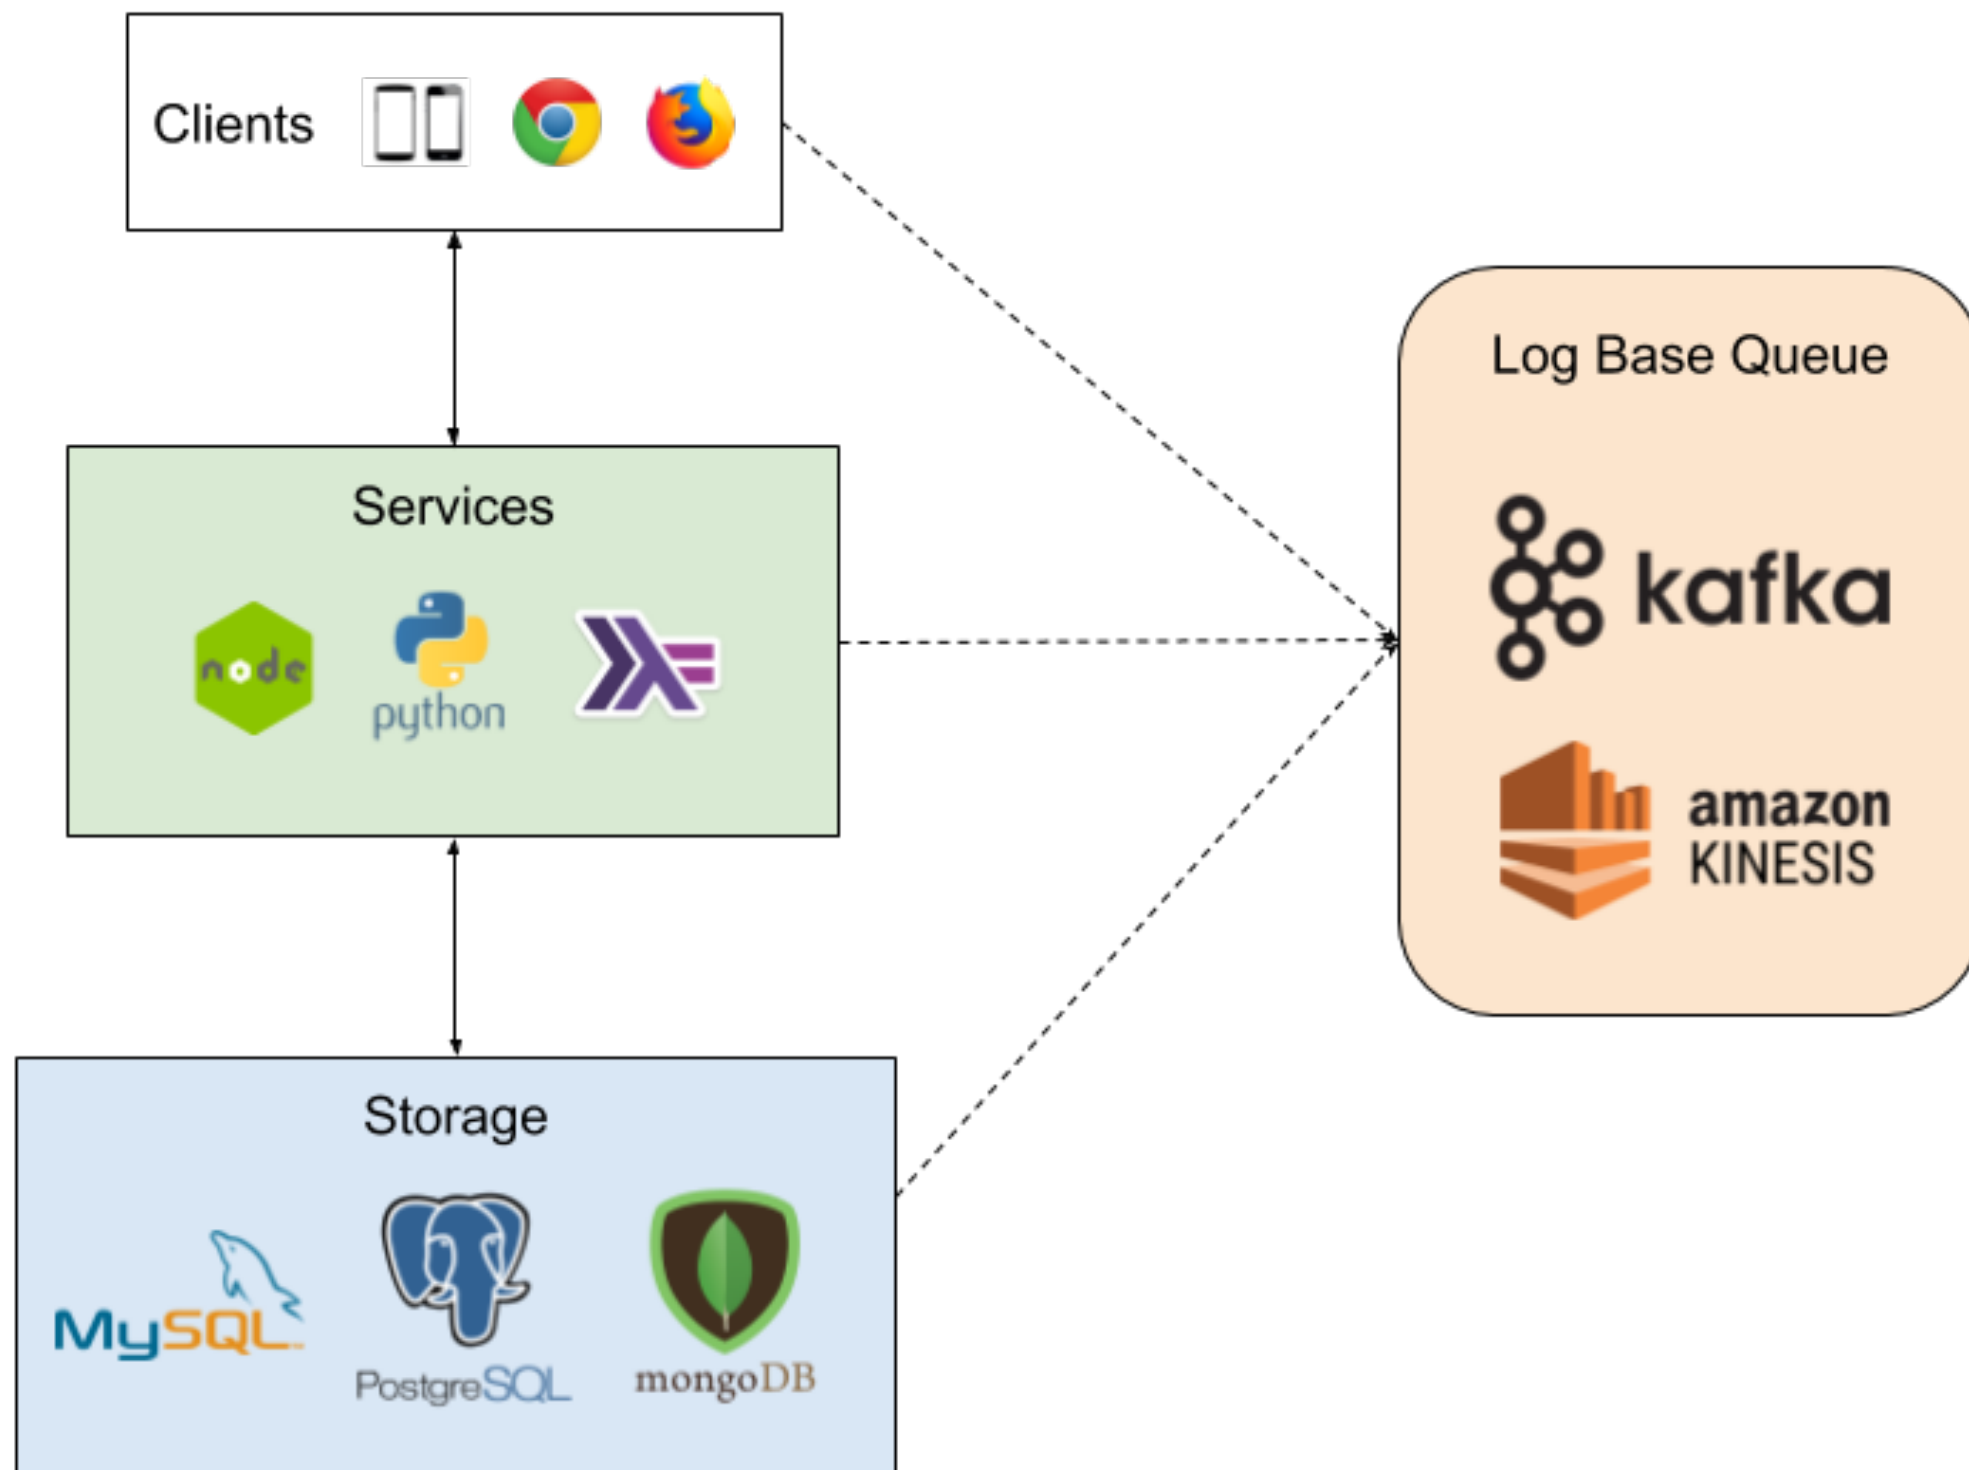 Clients
Services
node
python
Storage
MySQL
PostgreSQL
mongoDB
Log Base Queue
kafka
amazon
KINESIS